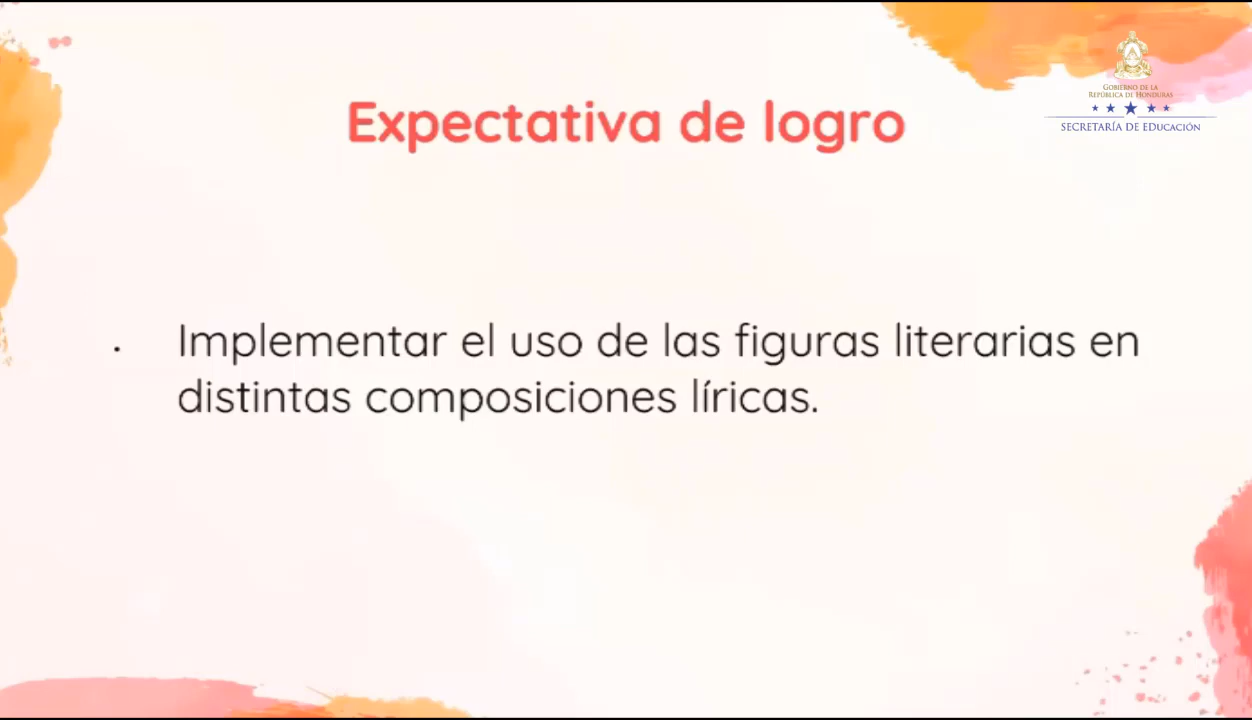 GOBIERNO DE LA
REPÚBLICA DE HONDURAS
SECRETARÍA DE EDUCACIÓN
Expectativa de logro
. Implementar el uso de las figuras literarias en
distintas composiciones líricas.